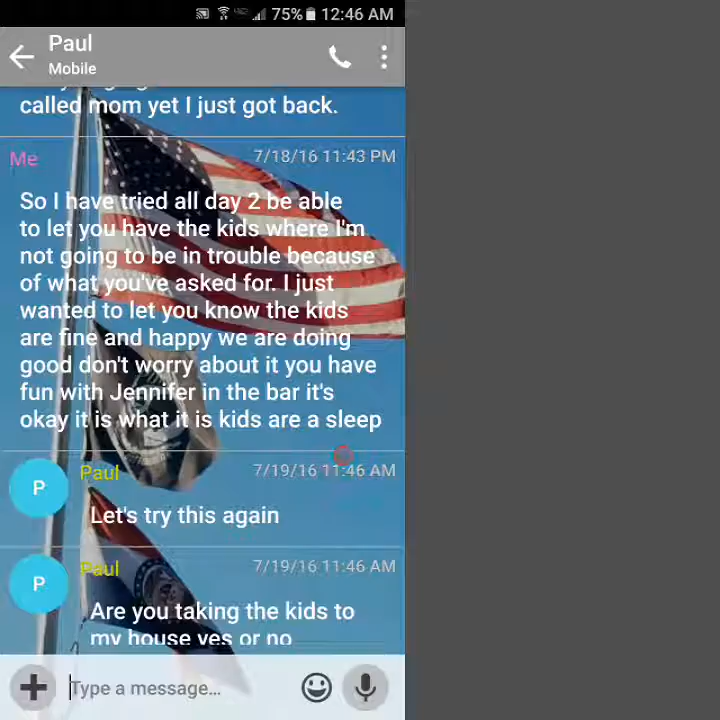 75% 12:46 AM
Paul
Mobile
called mom yet I just got back.
Me 7/18/16 11:43 PM
So I have tried all day 2 be able
to let you have the kids where I'm
not going to be in trouble because
of what you've asked for. I just
wanted to let you know the kids
are fine and happy we are doing
good don't worry about it you have
fun with Jennifer in the bar it's
okay it is what it is kids are a sleep
P Paul 7/19/16 11:46 AM
Let's try this again
P Paul 7/19/16 11:46 AM
Are you taking the kids to
my house yes or no
Type a message...